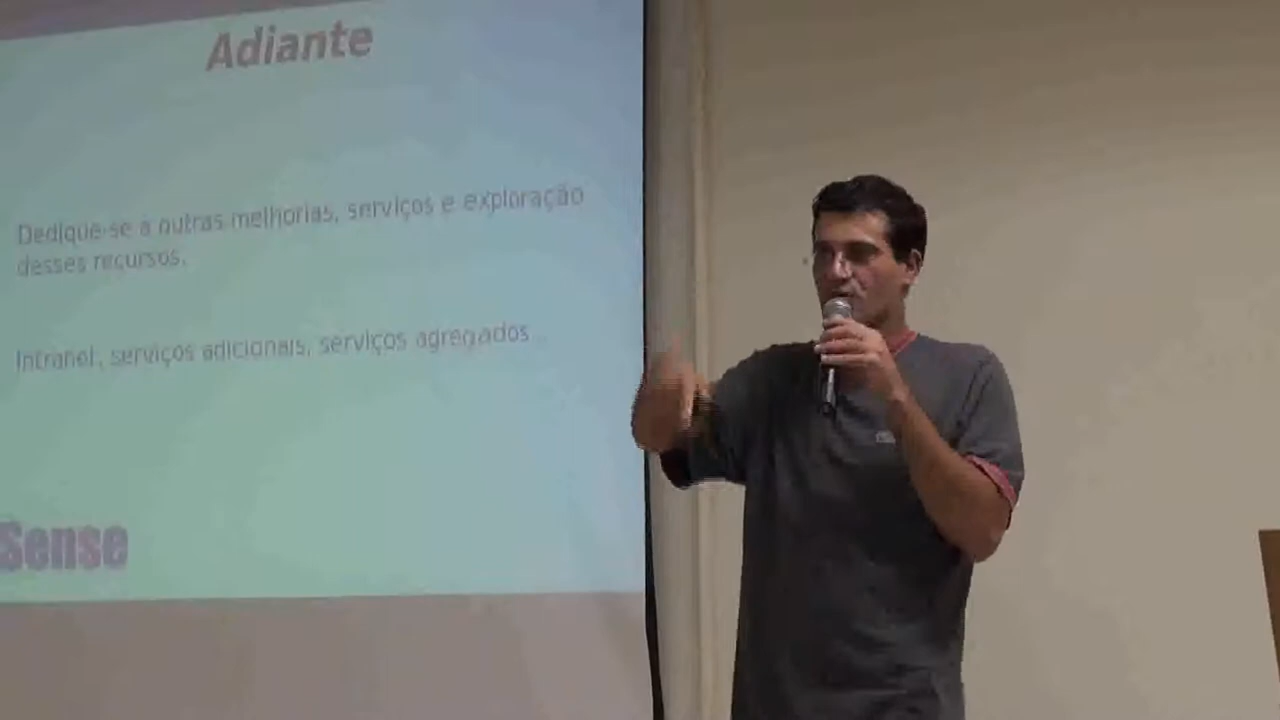 Adiante
Dedique-se a outras melhorias, serviços e exploração
desses recursos.
Intranet, serviços adicionais, serviços agregados...
Sense